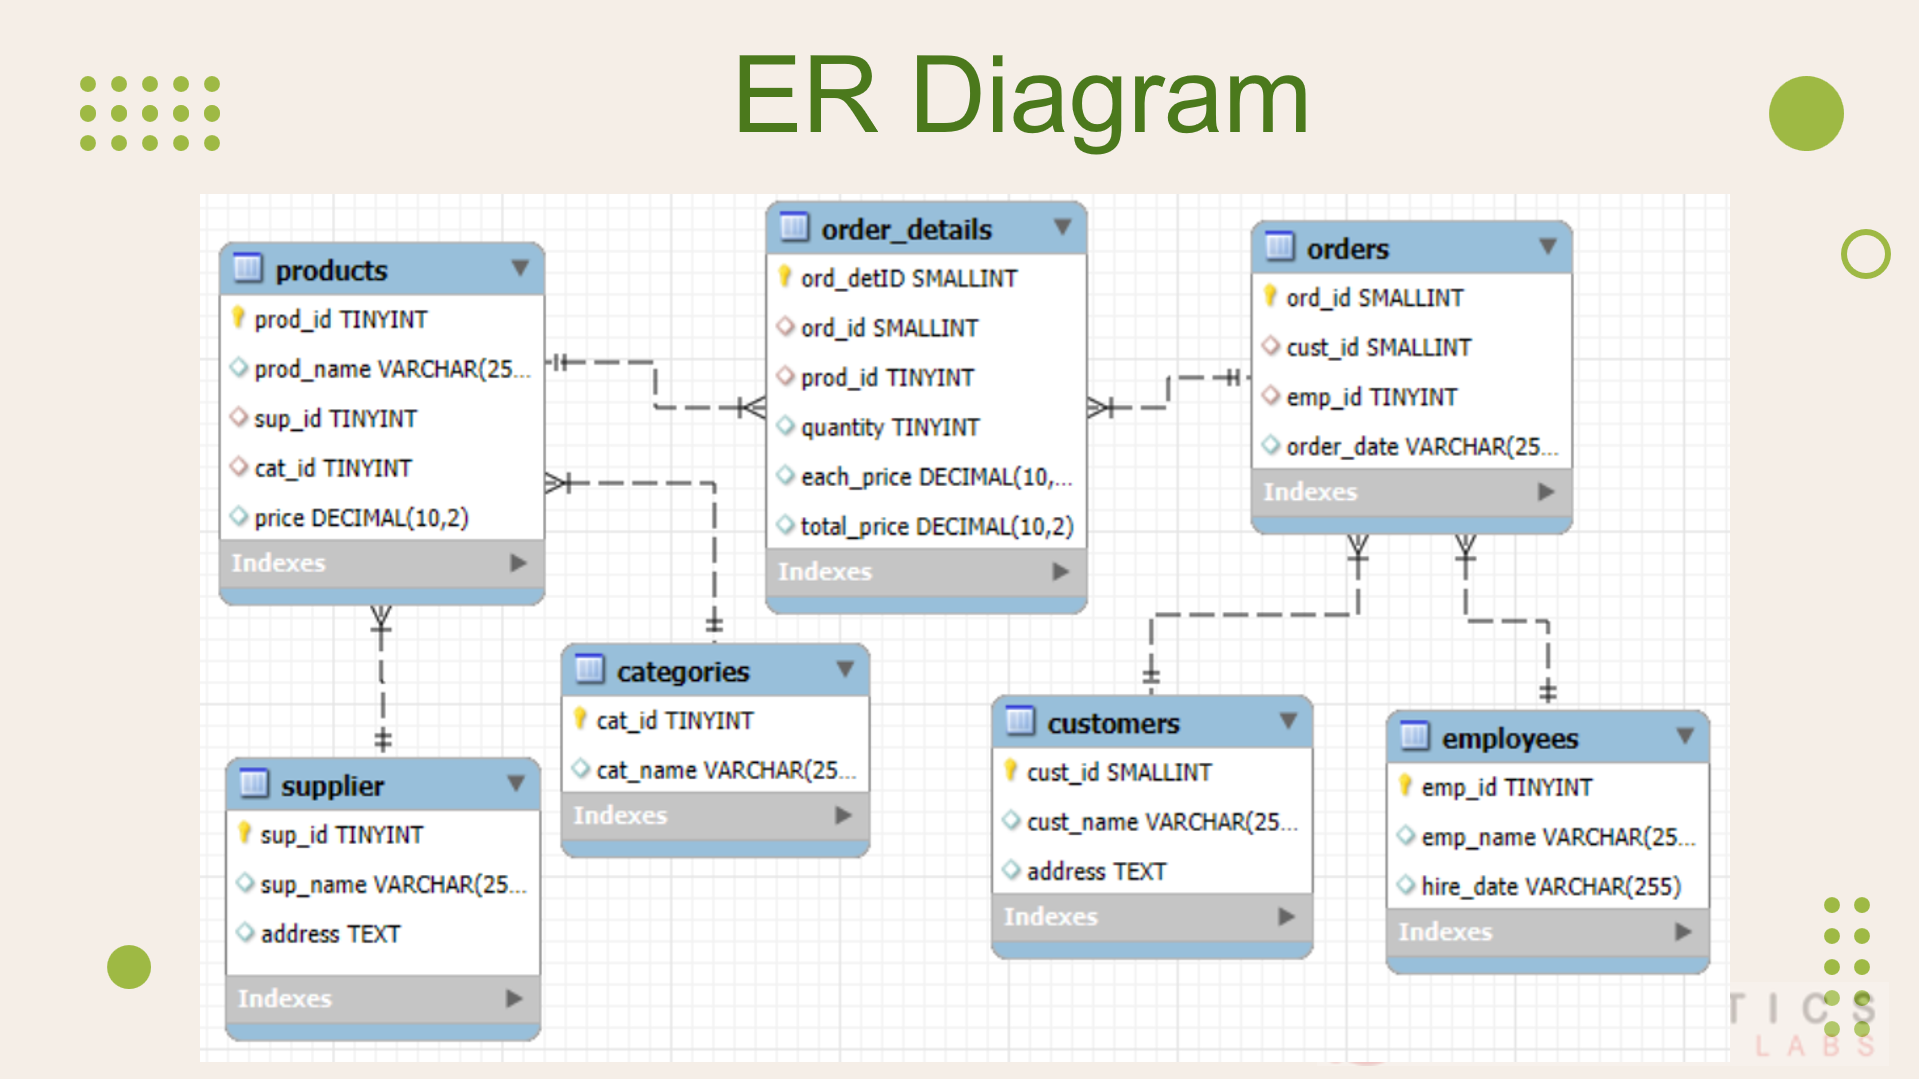 ER Diagram
products
prod_id TINYINT
prod_name VARCHAR(25...
sup_id TINYINT
cat_id TINYINT
price DECIMAL(10,2)
Indexes
order_details
ord_detID SMALLINT
ord_id SMALLINT
prod_id TINYINT
quantity TINYINT
each_price DECIMAL(10,...
total_price DECIMAL(10,2)
Indexes
orders
ord_id SMALLINT
cust_id SMALLINT
emp_id TINYINT
order_date VARCHAR(25...
Indexes
supplier
sup_id TINYINT
sup_name VARCHAR(25...
address TEXT
Indexes
categories
cat_id TINYINT
cat_name VARCHAR(25...
Indexes
customers
cust_id SMALLINT
cust_name VARCHAR(25...
address TEXT
Indexes
employees
emp_id TINYINT
emp_name VARCHAR(25...
hire_date VARCHAR(255)
Indexes
TICS
LABS